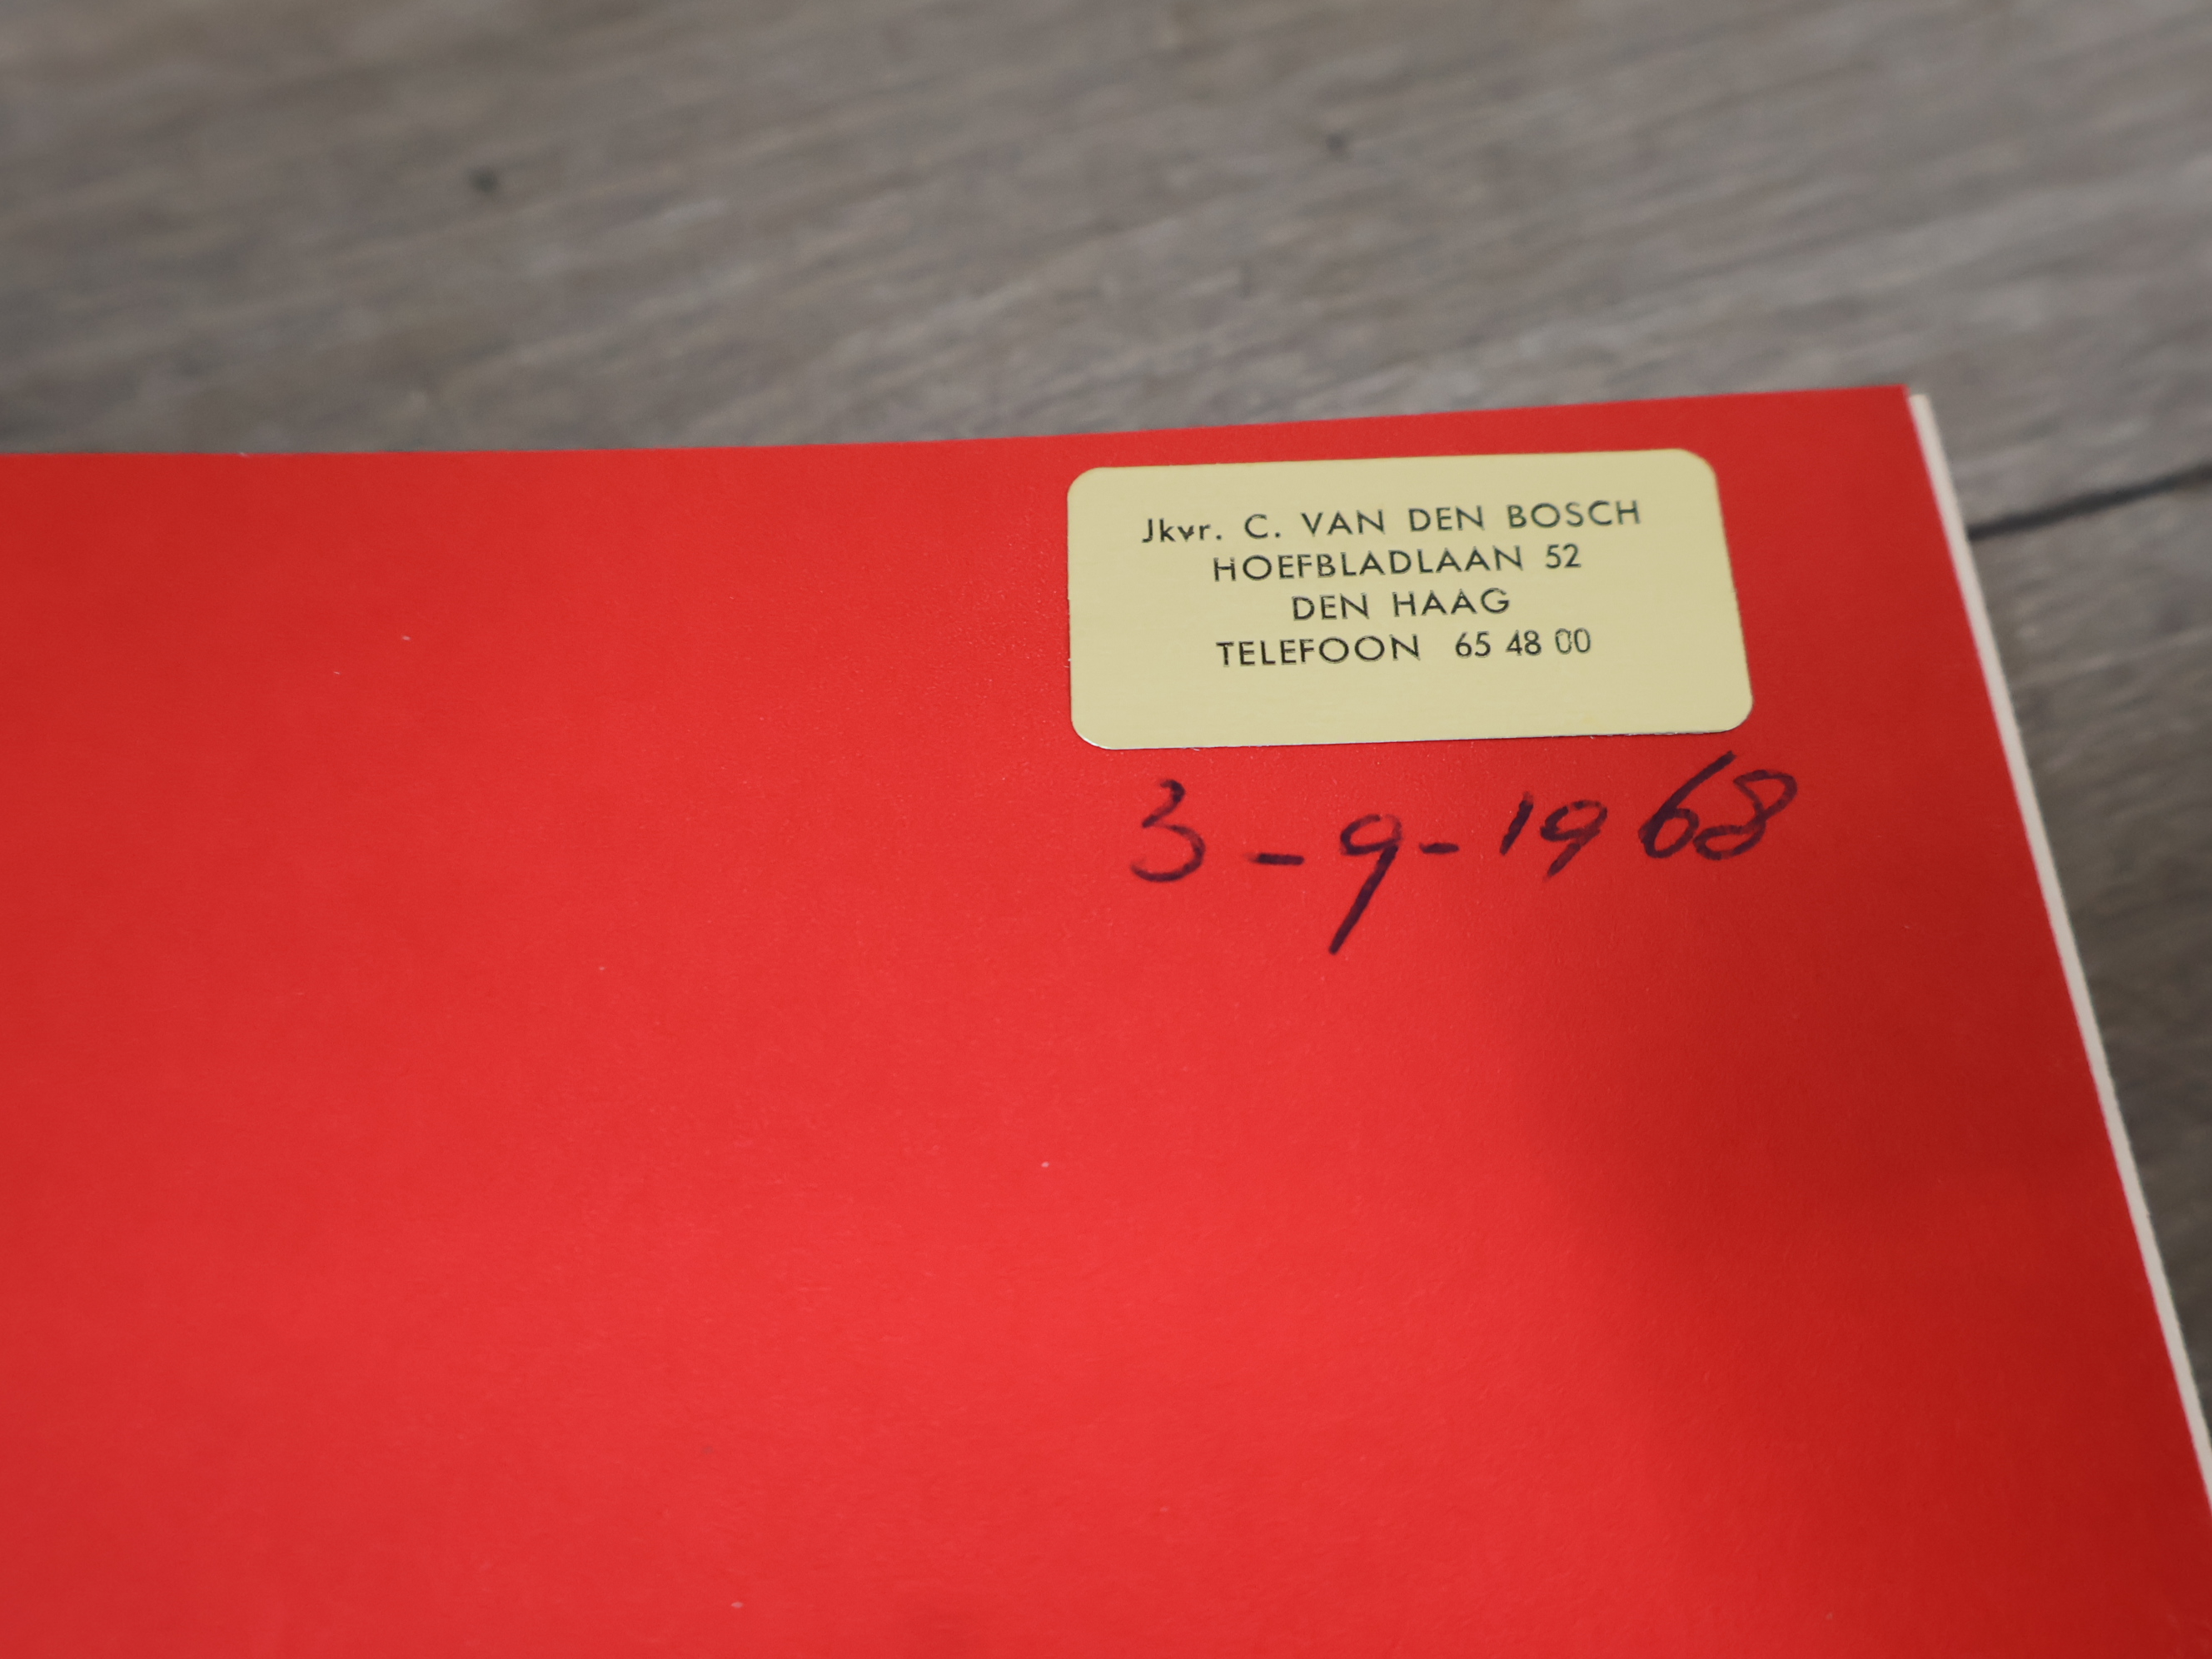 Jkvr. C. VAN DEN BOSCH
HOEFBLADLAAN 52
DEN HAAG
TELEFOON 65 48 00
3-9-1968